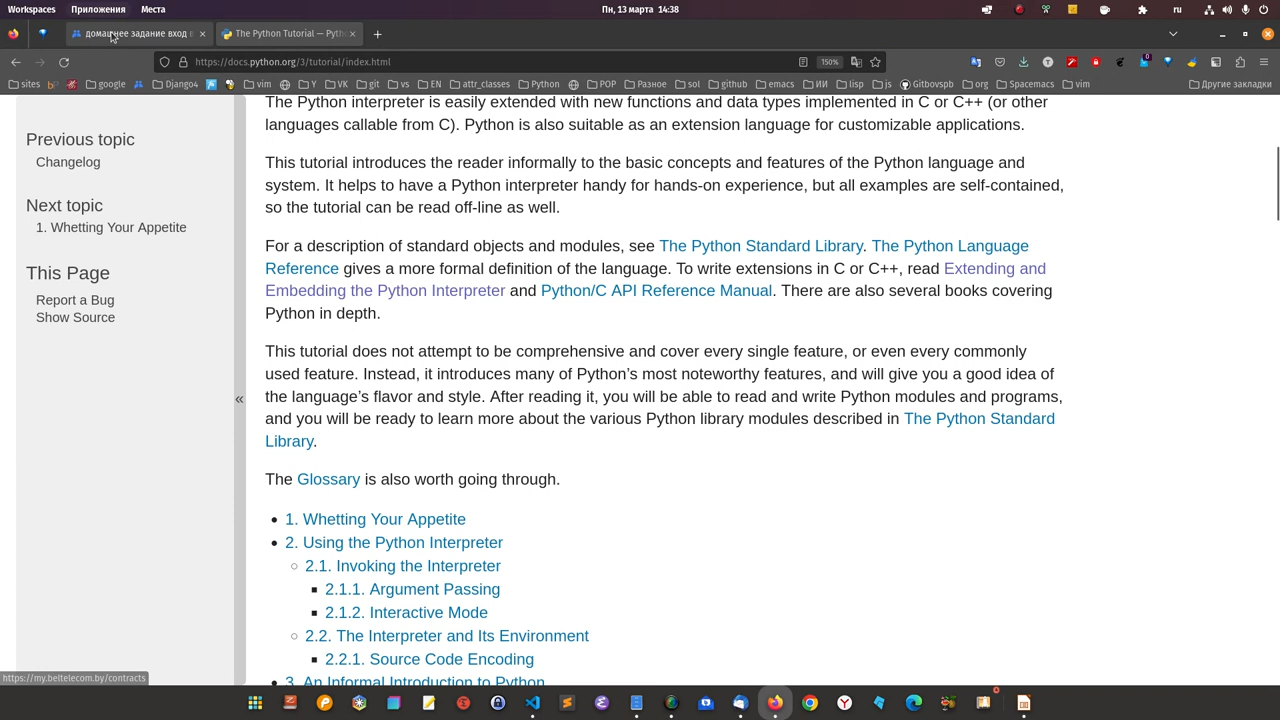 Workspaces Приложения Места Пн, 13 марта 14:38 ru
домашнее задание вход в The Python Tutorial — Pyth
https://docs.python.org/3/tutorial/index.html 150%
sites google Django4 vim Y VK git vs EN attr_classes Python POP Разное sol github emacs ИИ lisp js Gitbovspb org Spacemacs vim Другие закладки
The Python interpreter is easily extended with new functions and data types implemented in C or C++ (or other
languages callable from C). Python is also suitable as an extension language for customizable applications.
Previous topic
Changelog
Next topic
1. Whetting Your Appetite
This Page
Report a Bug
Show Source
«
This tutorial introduces the reader informally to the basic concepts and features of the Python language and
system. It helps to have a Python interpreter handy for hands-on experience, but all examples are self-contained,
so the tutorial can be read off-line as well.
For a description of standard objects and modules, see The Python Standard Library. The Python Language
Reference gives a more formal definition of the language. To write extensions in C or C++, read Extending and
Embedding the Python Interpreter and Python/C API Reference Manual. There are also several books covering
Python in depth.
This tutorial does not attempt to be comprehensive and cover every single feature, or even every commonly
used feature. Instead, it introduces many of Python’s most noteworthy features, and will give you a good idea of
the language’s flavor and style. After reading it, you will be able to read and write Python modules and programs,
and you will be ready to learn more about the various Python library modules described in The Python Standard
Library.
The Glossary is also worth going through.
1. Whetting Your Appetite
2. Using the Python Interpreter
2.1. Invoking the Interpreter
2.1.1. Argument Passing
2.1.2. Interactive Mode
2.2. The Interpreter and Its Environment
2.2.1. Source Code Encoding
3. An Informal Introduction to Python
https://my.beltelecom.by/contracts